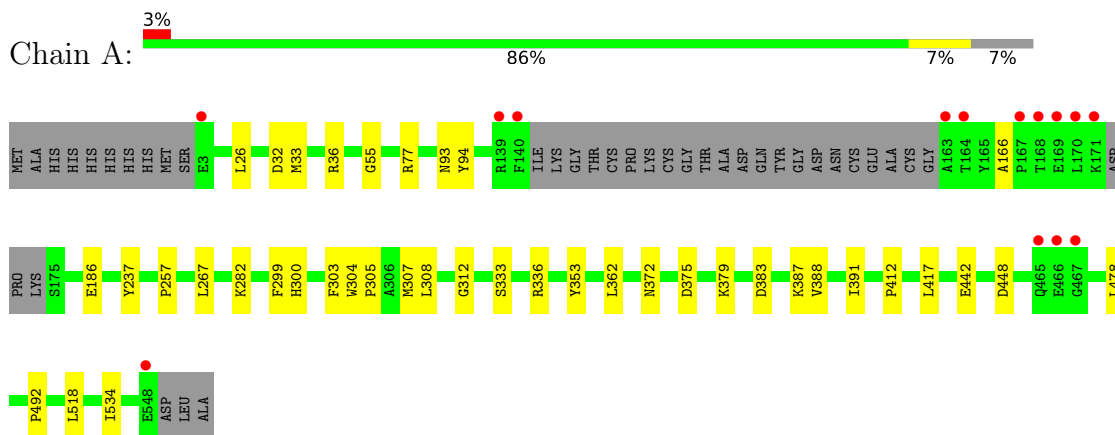 3%
Chain A:
86% 7% 7%
MET ALA HIS HIS HIS HIS HIS HIS MET SER E3 L26 D32 M33 R36 G55 R77 N93 Y94 R139 F140 ILE LYS GLY THR CYS PRO LYS CYS GLY THR ALA ASP GLN TYR GLY ASP ASN CYS GLU ALA CYS GLY A163 T164 Y165 A166 P167 T168 E169 L170 K171 ASP
PRO LYS S175 E186 Y237 P257 L267 K282 F299 H300 F303 W304 P305 A306 M307 L308 G312 S333 R336 Y353 L362 N372 D375 K379 D383 K387 V388 I391 P412 L417 E442 D448 Q465 E466 G467 L478
P492 L518 I534 E548 ASP LEU ALA